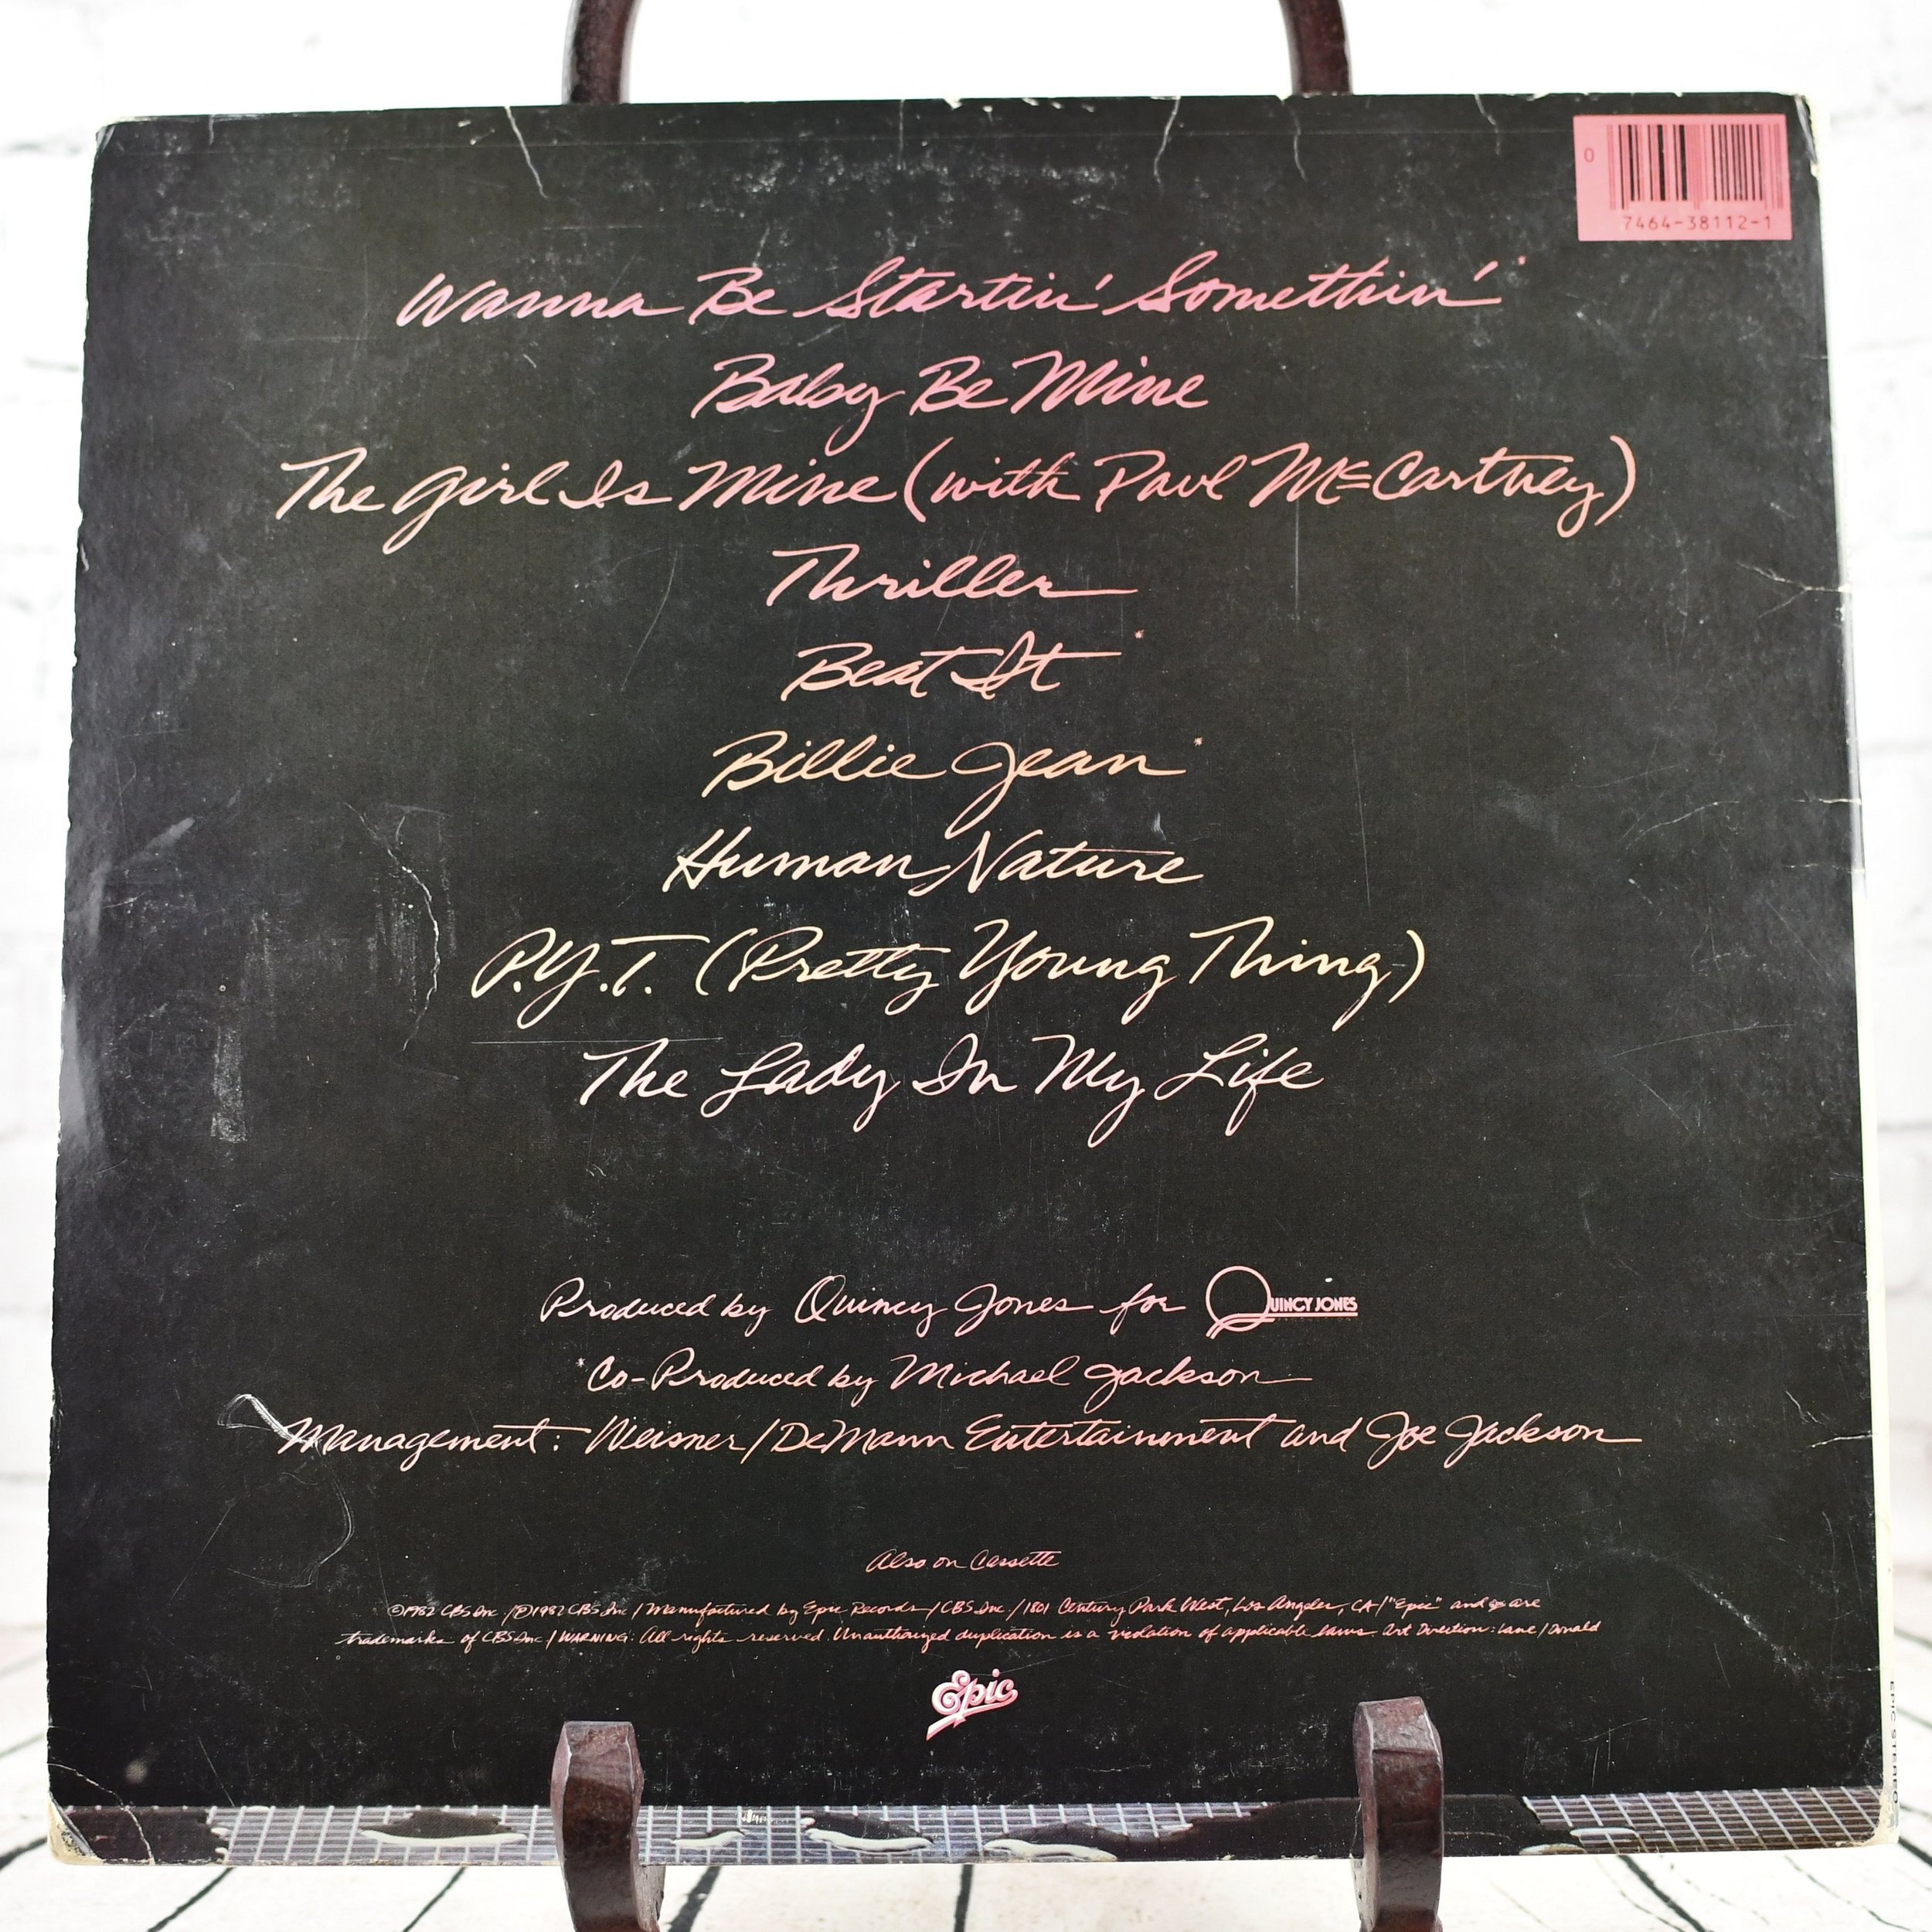 0
7464-38112-1
Wanna Be Startin' Somethin'*
Baby Be Mine
The Girl Is Mine (with Paul McCartney)
Thriller
Beat It*
Billie Jean*
Human Nature
P.Y.T. (Pretty Young Thing)
The Lady In My Life
Produced by Quincy Jones for QUINCY JONES
*Co-Produced by Michael Jackson
Management: Weisner/DeMann Entertainment and Joe Jackson
Also on Cassette
©1982 CBS Inc./℗1982 CBS Inc./Manufactured by Epic Records/CBS Inc./1801 Century Park West, Los Angeles, CA/"Epic" and are
trademarks of CBS Inc/WARNING: All rights reserved. Unauthorized duplication is a violation of applicable laws. Art Direction: Lane/Donald
Epic
EPIC STEREO